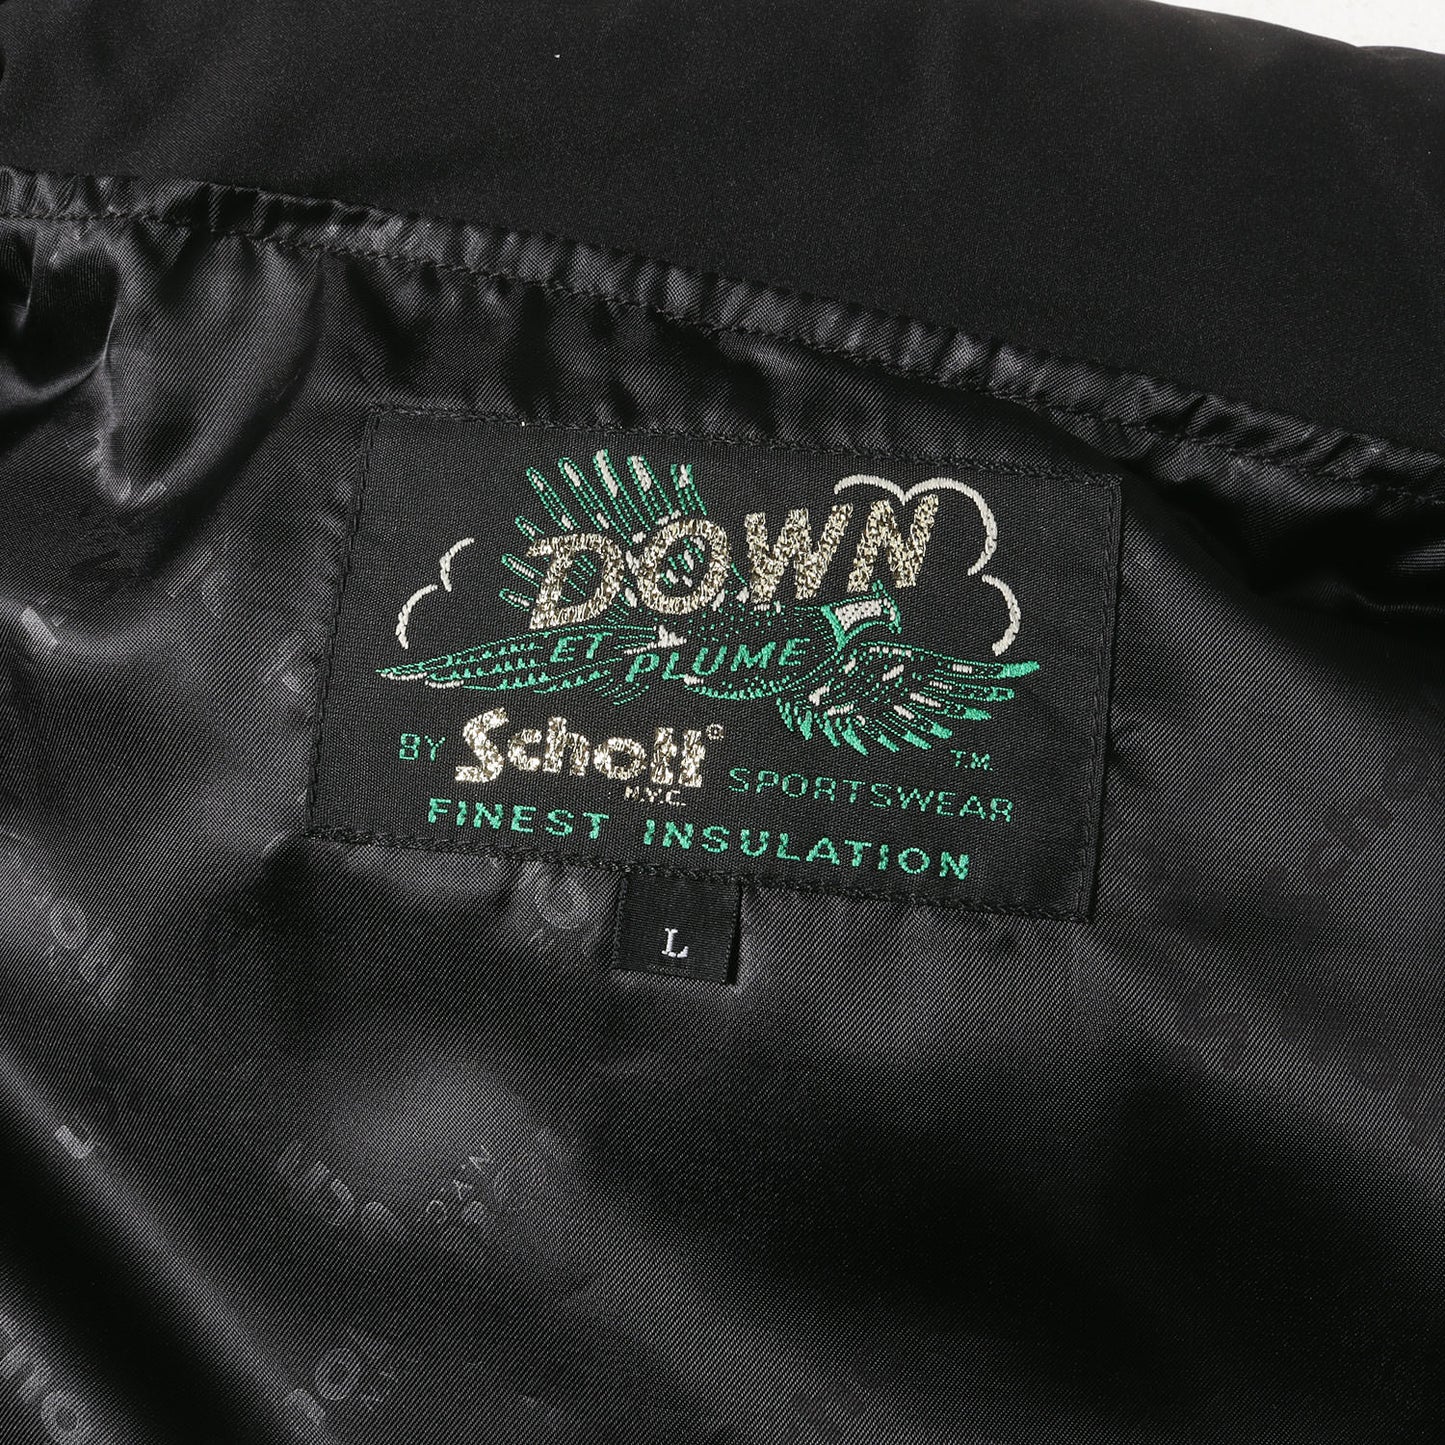 DOWN
ET PLUME
BY Schott® SPORTSWEAR T.M.
N.Y.C.
FINEST INSULATION
L